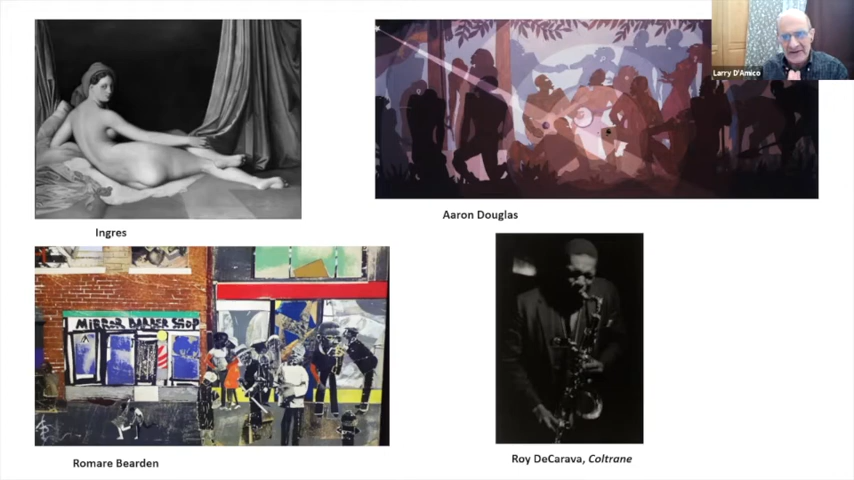 Larry D'Amico
Ingres
Aaron Douglas
MIRROR BARBER SHOP
Romare Bearden
Roy DeCarava, Coltrane